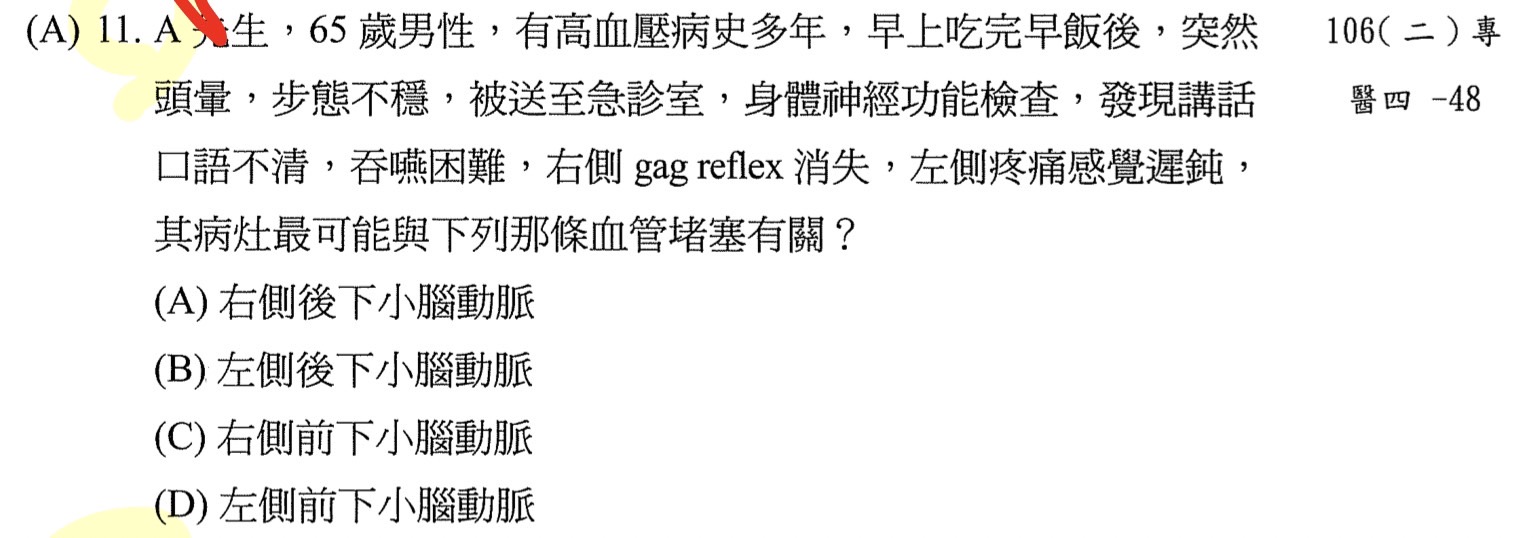 (A) 11. A 先生，65 歲男性，有高血壓病史多年，早上吃完早飯後，突然
106(二)專
頭暈，步態不穩，被送至急診室，身體神經功能檢查，發現講話
醫四 -48
口語不清，吞嚥困難，右側 gag reflex 消失，左側疼痛感覺遲鈍，
其病灶最可能與下列那條血管堵塞有關？
(A) 右側後下小腦動脈
(B) 左側後下小腦動脈
(C) 右側前下小腦動脈
(D) 左側前下小腦動脈